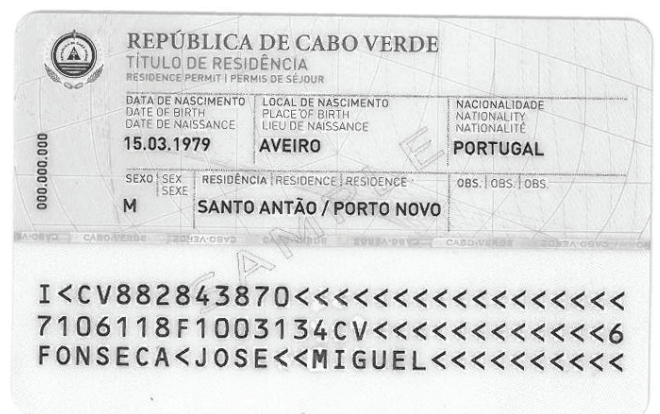 REPÚBLICA DE CABO VERDE
TÍTULO DE RESIDÊNCIA
RESIDENCE PERMIT | PERMIS DE SÉJOUR
DATA DE NASCIMENTO
DATE OF BIRTH
DATE DE NAISSANCE
15.03.1979
LOCAL DE NASCIMENTO
PLACE OF BIRTH
LIEU DE NAISSANCE
AVEIRO
NACIONALIDADE
NATIONALITY
NATIONALITÉ
PORTUGAL
000.000.000
SEXO | SEX
SEXE
M
RESIDÊNCIA | RESIDENCE | RESIDENCE
SANTO ANTÃO / PORTO NOVO
OBS. | OBS. | OBS.
CABO-VERDE
SAMPLE
I<CV882843870<<<<<<<<<<<<<<<<<
7106118F1003134CV<<<<<<<<<<<<6
FONSECA<JOSE<<MIGUEL<<<<<<<<<<